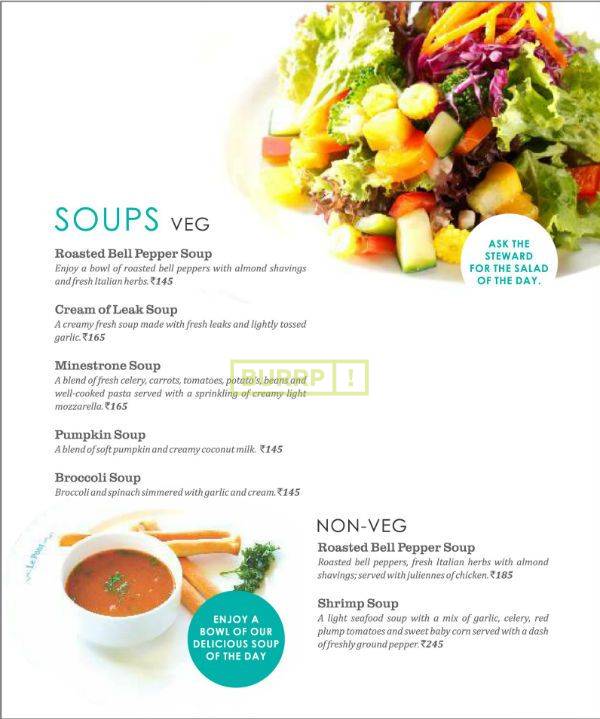 SOUPS VEG
ASK THE
STEWARD
FOR THE SALAD
OF THE DAY.
Roasted Bell Pepper Soup
Enjoy a bowl of roasted bell peppers with almond shavings
and fresh Italian herbs. ₹145
Cream of Leak Soup
A creamy fresh soup made with fresh leaks and lightly tossed
garlic. ₹165
Minestrone Soup
A blend of fresh celery, carrots, tomatoes, potato's, beans and
well-cooked pasta served with a sprinkling of creamy light
mozzarella. ₹165
BURRP!
Pumpkin Soup
A blend of soft pumpkin and creamy coconut milk. ₹145
Broccoli Soup
Broccoli and spinach simmered with garlic and cream. ₹145
Le Pain
ENJOY A
BOWL OF OUR
DELICIOUS SOUP
OF THE DAY
NON-VEG
Roasted Bell Pepper Soup
Roasted bell peppers, fresh Italian herbs with almond
shavings; served with juliennes of chicken. ₹185
Shrimp Soup
A light seafood soup with a mix of garlic, celery, red
plump tomatoes and sweet baby corn served with a dash
of freshly ground pepper. ₹245